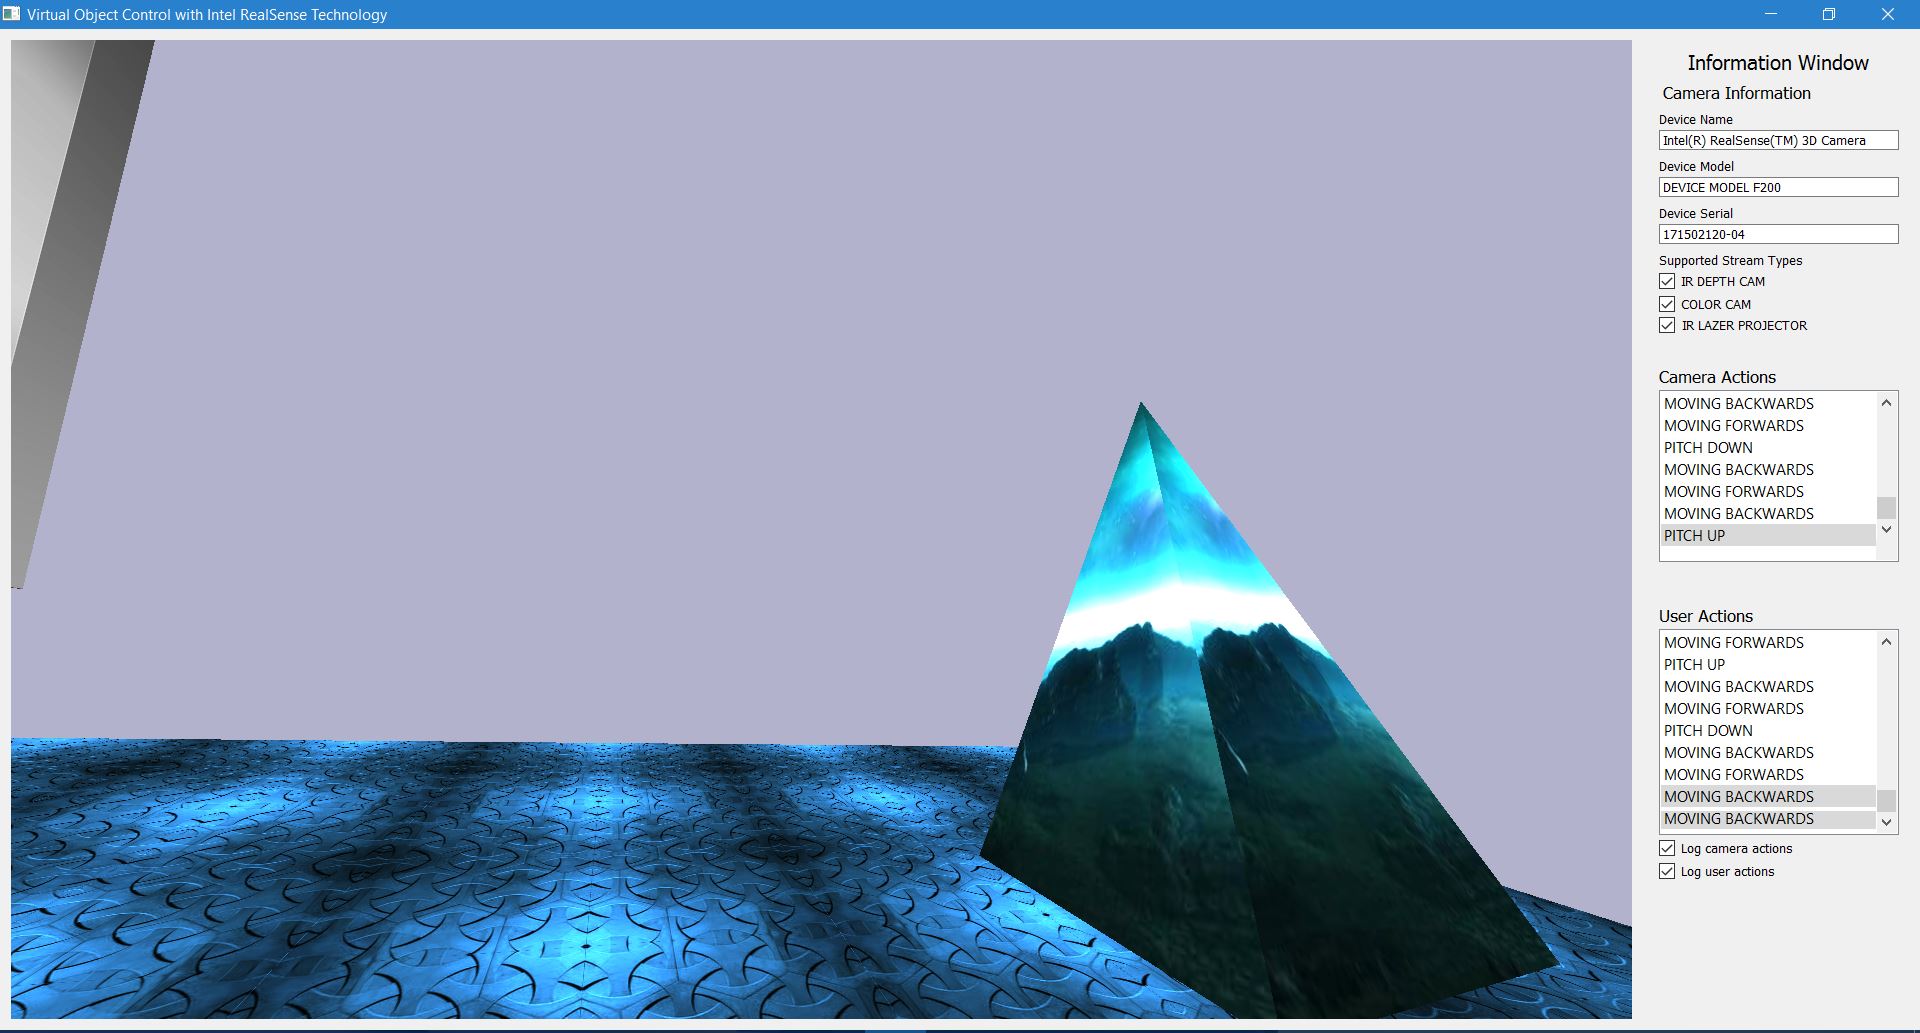 Virtual Object Control with Intel RealSense Technology
Information Window
Camera Information
Device Name
Intel(R) RealSense(TM) 3D Camera
Device Model
DEVICE MODEL F200
Device Serial
171502120-04
Supported Stream Types
IR DEPTH CAM
COLOR CAM
IR LAZER PROJECTOR
Camera Actions
MOVING BACKWARDS
MOVING FORWARDS
PITCH DOWN
MOVING BACKWARDS
MOVING FORWARDS
MOVING BACKWARDS
PITCH UP
User Actions
MOVING FORWARDS
PITCH UP
MOVING BACKWARDS
MOVING FORWARDS
PITCH DOWN
MOVING BACKWARDS
MOVING FORWARDS
MOVING BACKWARDS
MOVING BACKWARDS
Log camera actions
Log user actions